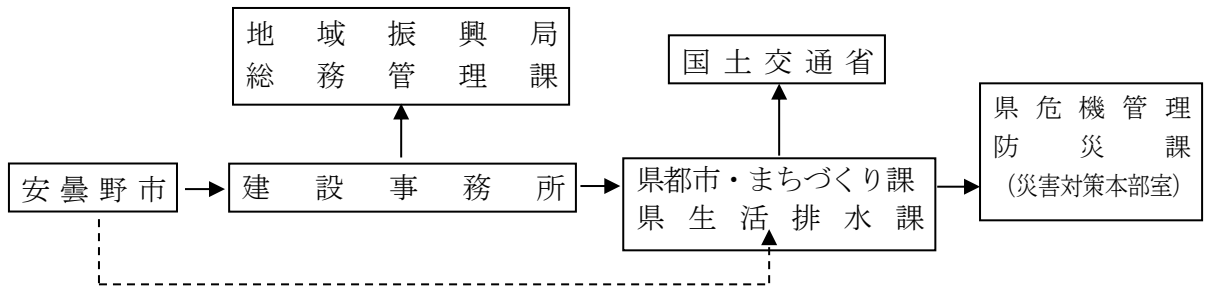 地域振興局
総務管理課
国土交通省
県危機管理
防災課
（災害対策本部室）
安曇野市
建設事務所
県都市・まちづくり課
県生活排水課